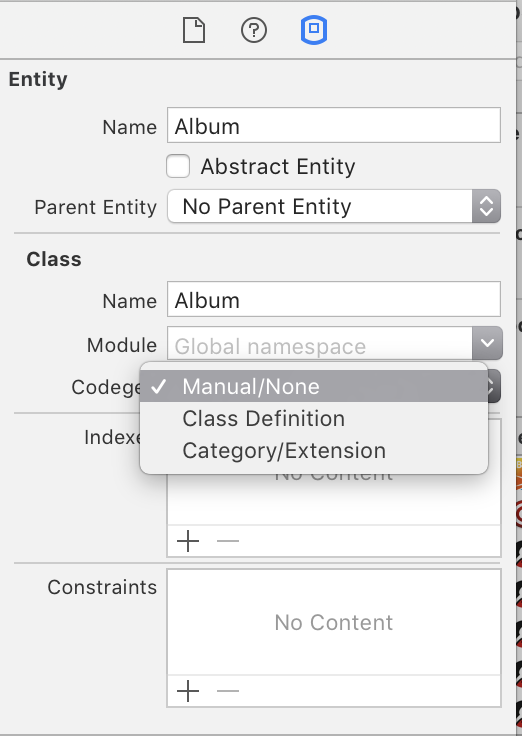 Entity
Name Album
Abstract Entity
Parent Entity No Parent Entity
Class
Name Album
Module Global namespace
Codege Manual/None
Class Definition
Category/Extension
Indexe
No Content
Constraints
No Content